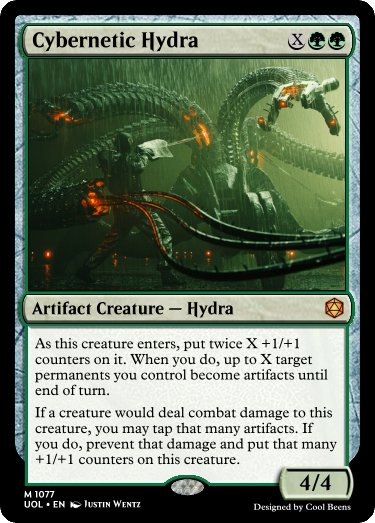 Cybernetic Hydra X
Artifact Creature — Hydra
As this creature enters, put twice X +1/+1
counters on it. When you do, up to X target
permanents you control become artifacts until
end of turn.
If a creature would deal combat damage to this
creature, you may tap that many artifacts. If
you do, prevent that damage and put that many
+1/+1 counters on this creature.
4/4
M 1077
UOL • EN Justin Wentz
Designed by Cool Beens